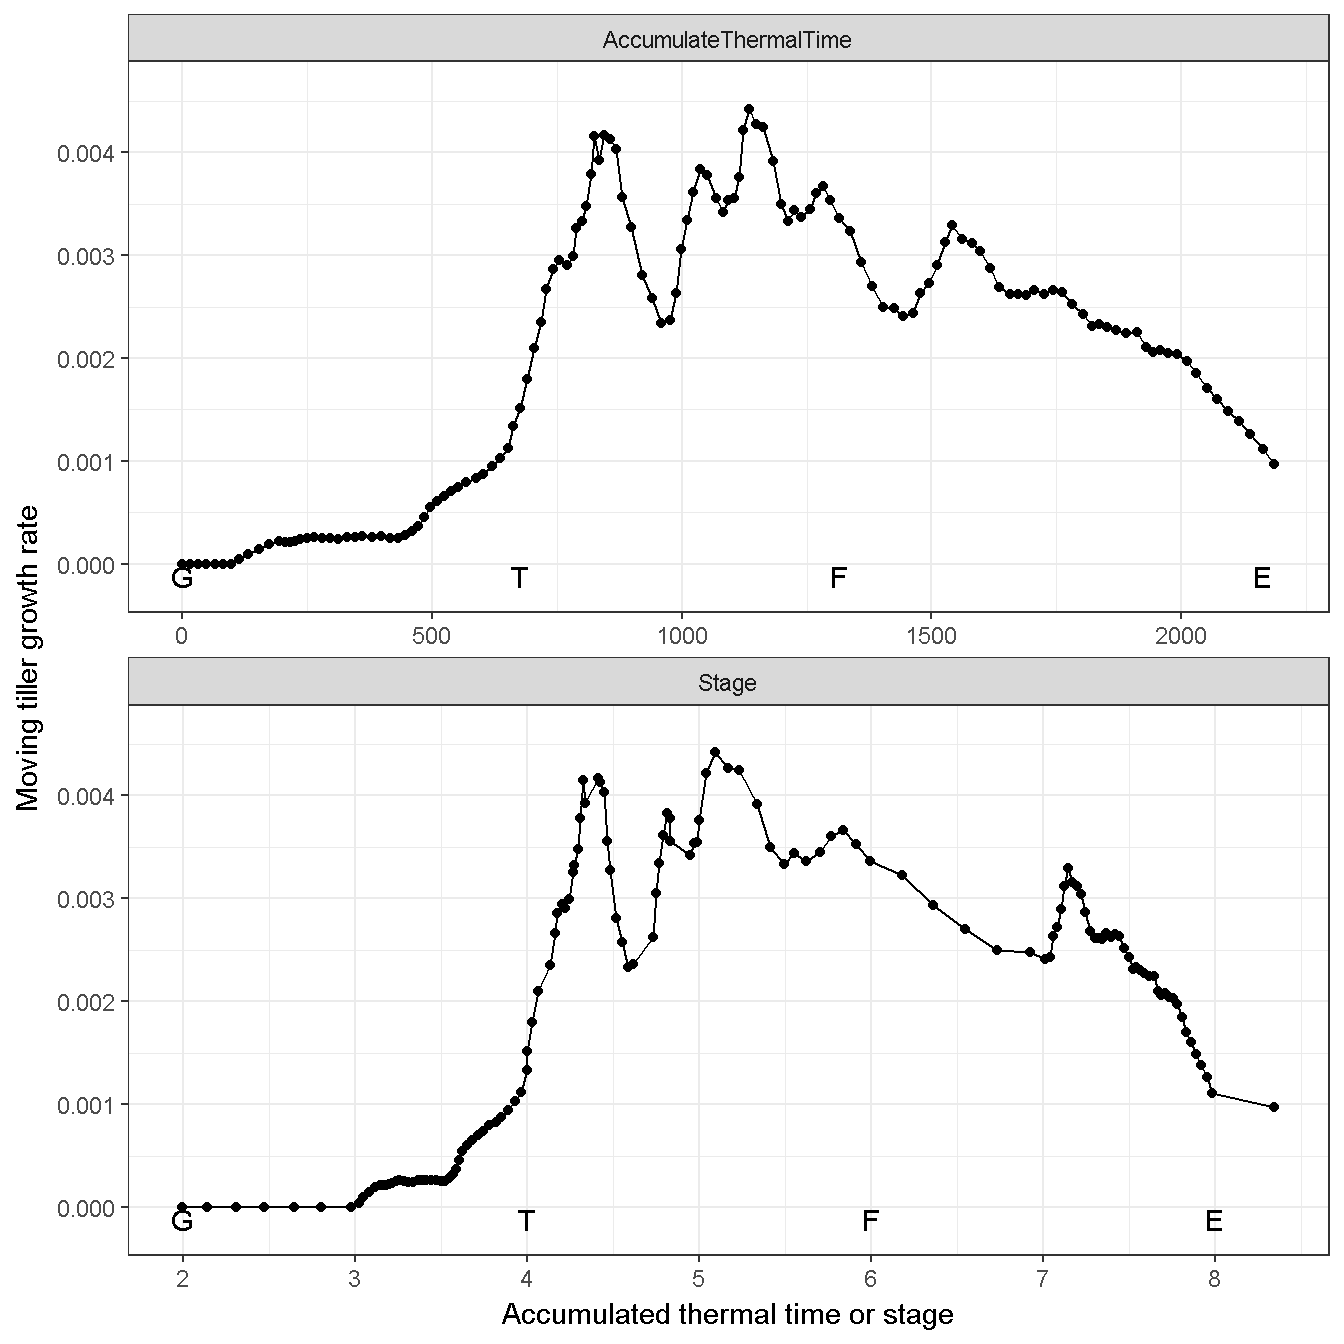 AccumulateThermalTime
0.004
0.003
0.002
0.001
0.000
G T F E
0 500 1000 1500 2000
Stage
0.004
0.003
0.002
0.001
0.000
G T F E
2 3 4 5 6 7 8
Accumulated thermal time or stage
Moving tiller growth rate